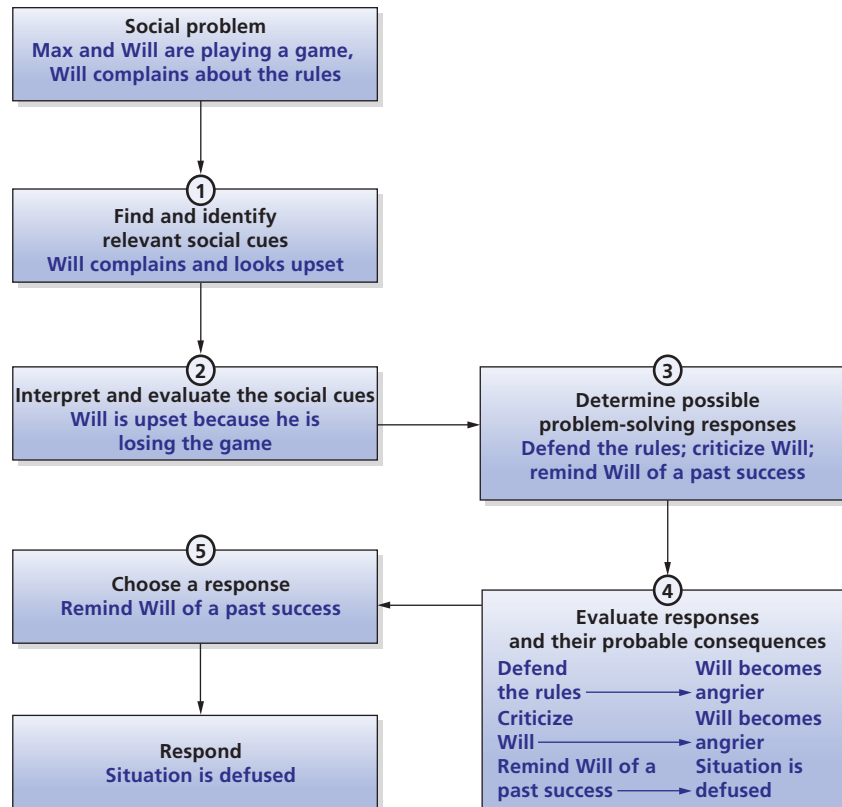 Social problem
Max and Will are playing a game,
Will complains about the rules
1
Find and identify
relevant social cues
Will complains and looks upset
2
Interpret and evaluate the social cues
Will is upset because he is
losing the game
3
Determine possible
problem-solving responses
Defend the rules; criticize Will;
remind Will of a past success
4
Evaluate responses
and their probable consequences
Defend Will becomes
the rules angrier
Criticize Will becomes
Will angrier
Remind Will of a Situation is
past success defused
5
Choose a response
Remind Will of a past success
Respond
Situation is defused